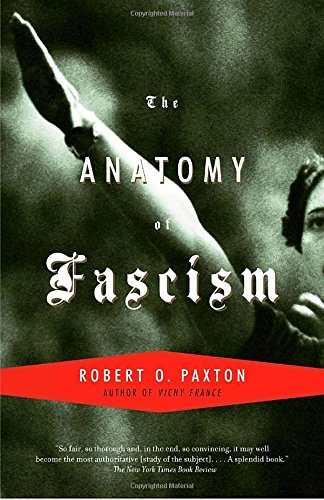 The
ANATOMY
of
Fascism
ROBERT O. PAXTON
AUTHOR OF VICHY FRANCE
"So fair, so thorough and, in the end, so convincing, it may well
become the most authoritative [study of the subject]. . . . A splendid book."
—The New York Times Book Review